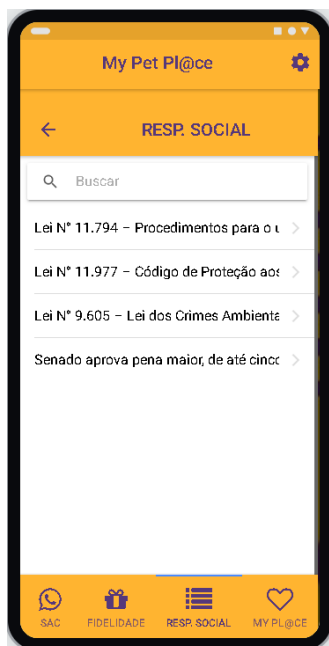 My Pet Pl@ce
RESP. SOCIAL
Buscar
Lei N° 11.794 – Procedimentos para o u
Lei N° 11.977 – Código de Proteção aos
Lei N° 9.605 – Lei dos Crimes Ambienta
Senado aprova pena maior, de até cinco
SAC FIDELIDADE RESP. SOCIAL MY PL@CE